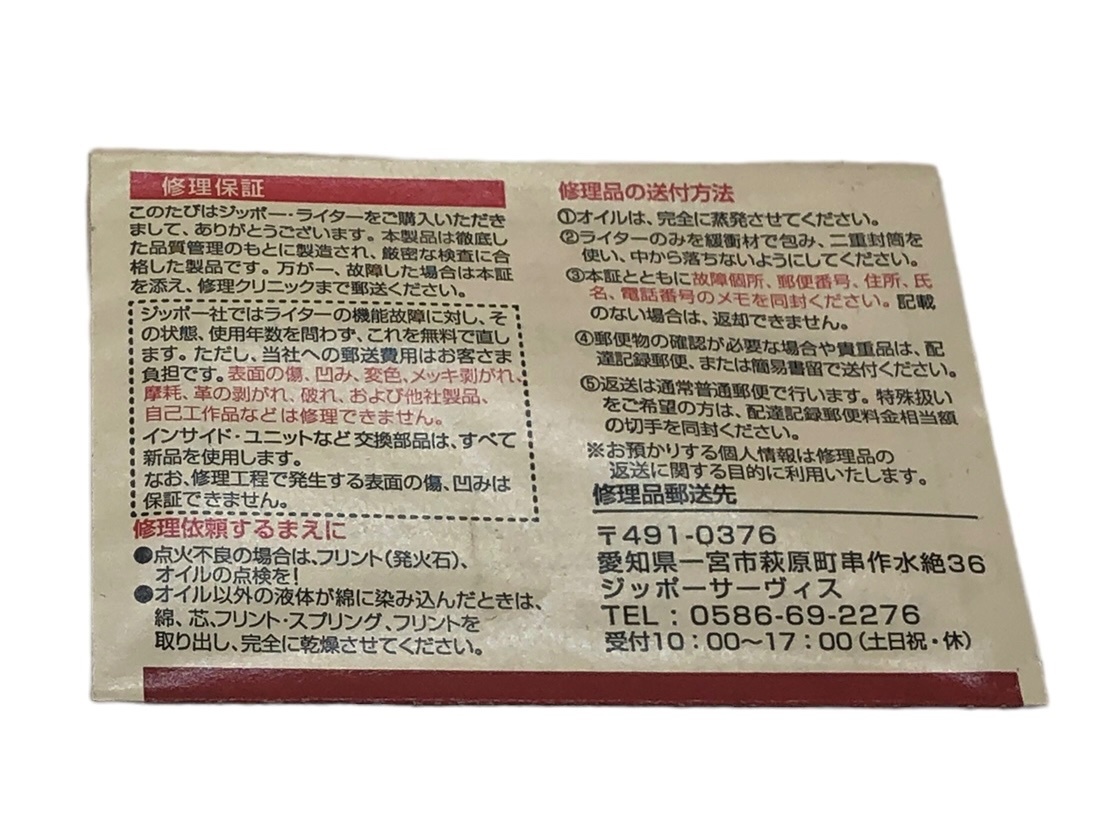 修理保証
このたびはジッポー・ライターをご購入いただき
まして、ありがとうございます。本製品は徹底し
た品質管理のもとに製造され、厳密な検査に合
格した製品です。万が一、故障した場合は本証
を添え、修理クリニックまで郵送ください。
ジッポー社ではライターの機能故障に対し、そ
の状態、使用年数を問わず、これを無料で直し
ます。ただし、当社への郵送費用はお客さま
負担です。表面の傷、凹み、変色、メッキ剥がれ、
摩耗、革の剥がれ、破れ、および他社製品、
自己工作品などは修理できません。
インサイド・ユニットなど交換部品は、すべて
新品を使用します。
なお、修理工程で発生する表面の傷、凹みは
保証できません。
修理依頼するまえに
●点火不良の場合は、フリント(発火石)、
オイルの点検を!
●オイル以外の液体が綿に染み込んだときは、
綿、芯、フリント・スプリング、フリントを
取り出し、完全に乾燥させてください。
修理品の送付方法
①オイルは、完全に蒸発させてください。
②ライターのみを緩衝材で包み、二重封筒を
使い、中から落ちないようにしてください。
③本証とともに故障個所、郵便番号、住所、氏
名、電話番号のメモを同封ください。記載
のない場合は、返却できません。
④郵便物の確認が必要な場合や貴重品は、配
達記録郵便、または簡易書留で送付ください。
⑤返送は通常普通郵便で行います。特殊扱い
をご希望の方は、配達記録郵便料金相当額
の切手を同封ください。
※お預かりする個人情報は修理品の
返送に関する目的に利用いたします。
修理品郵送先
〒491-0376
愛知県一宮市萩原町串作水絶36
ジッポーサーヴィス
TEL：0586-69-2276
受付10：00〜17：00(土日祝・休)